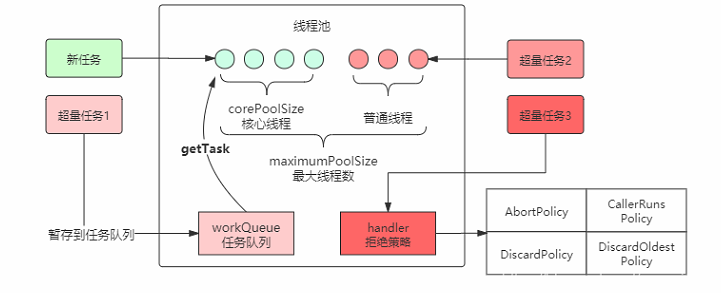 线程池
新任务
超量任务2
corePoolSize
核心线程
普通线程
超量任务1
超量任务3
getTask
maximumPoolSize
最大线程数
暂存到任务队列
workQueue
任务队列
handler
拒绝策略
AbortPolicy
CallerRuns
Policy
DiscardPolicy
DiscardOldest
Policy